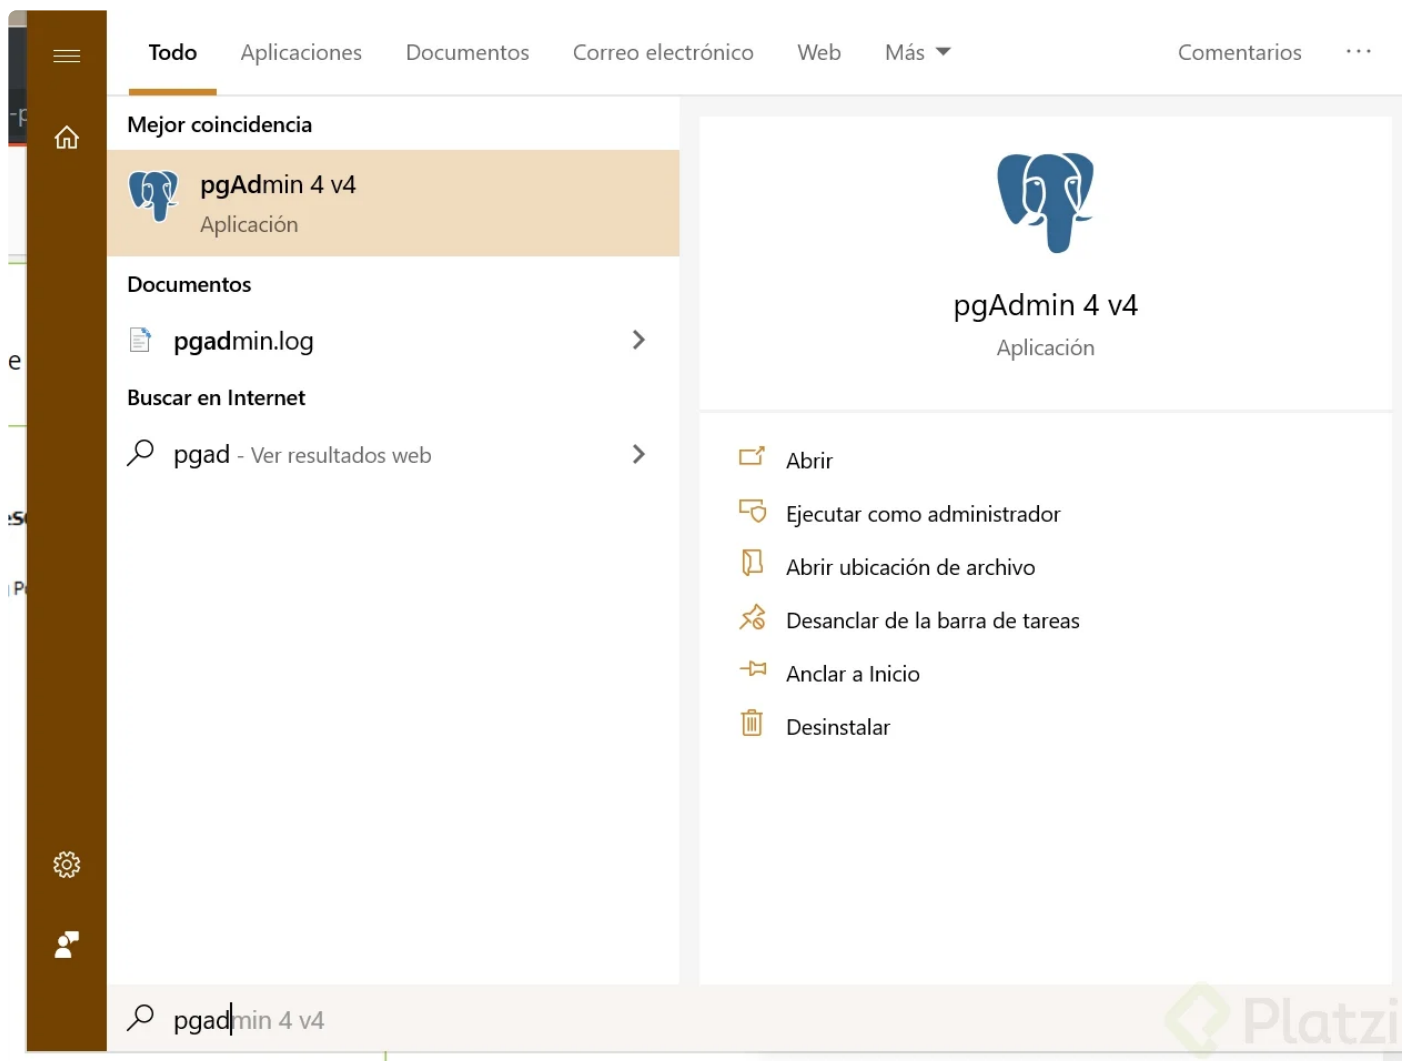 Todo Aplicaciones Documentos Correo electrónico Web Más Comentarios ...
Mejor coincidencia
pgAdmin 4 v4
Aplicación
Documentos
pgadmin.log
Buscar en Internet
pgad - Ver resultados web
pgAdmin 4 v4
Aplicación
Abrir
Ejecutar como administrador
Abrir ubicación de archivo
Desanclar de la barra de tareas
Anclar a Inicio
Desinstalar
pgadmin 4 v4
Platzi